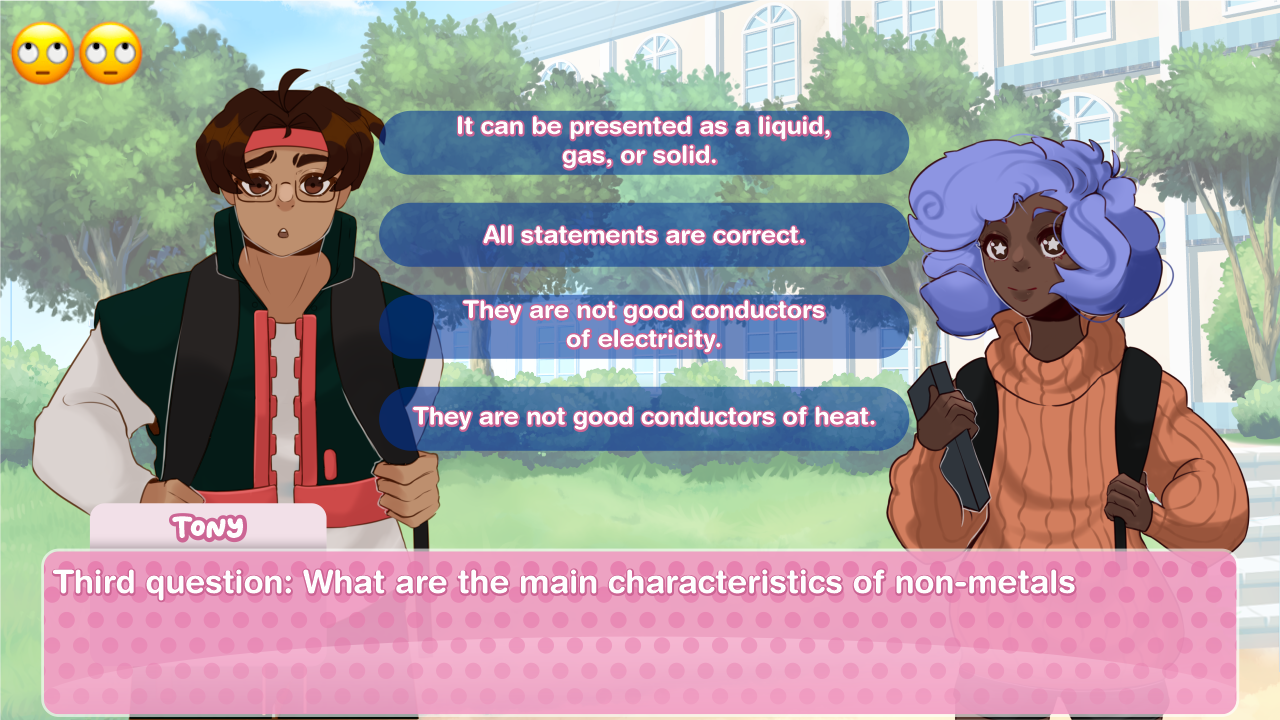 It can be presented as a liquid,
gas, or solid.
All statements are correct.
They are not good conductors
of electricity.
They are not good conductors of heat.
TONY
Third question: What are the main characteristics of non-metals